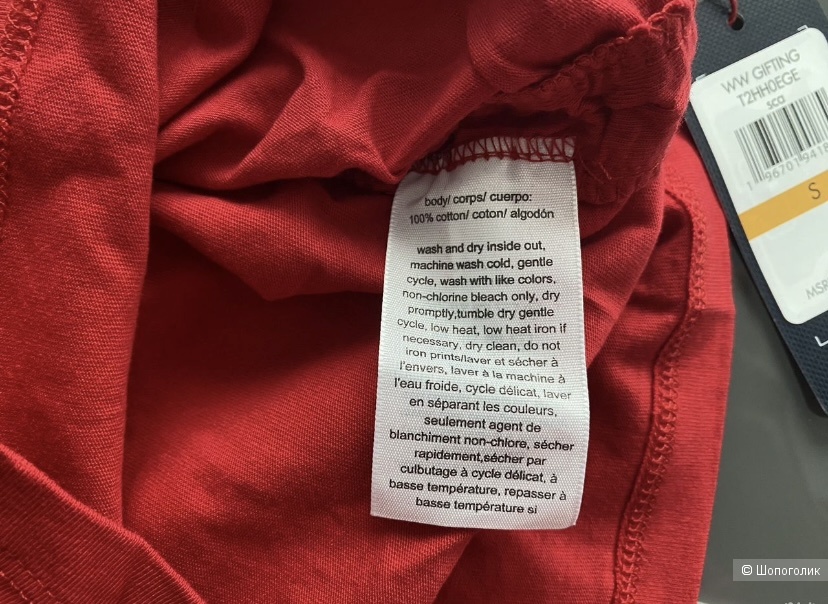 body/ corps/ cuerpo:
100% cotton/ coton/ algodón
wash and dry inside out,
machine wash cold, gentle
cycle, wash with like colors,
non-chlorine bleach only, dry
promptly,tumble dry gentle
cycle, low heat, low heat iron if
necessary, dry clean, do not
iron prints/laver et sécher à
l'envers, laver à la machine à
l'eau froide, cycle délicat, laver
en séparant les couleurs,
seulement agent de
blanchiment non-chlore, sécher
rapidement,sécher par
culbutage à cycle délicat, à
basse température, repasser à
basse température si
WW GIFTING
T2HH0EGE
sca
1 96701 9418
S
© Шопоголик